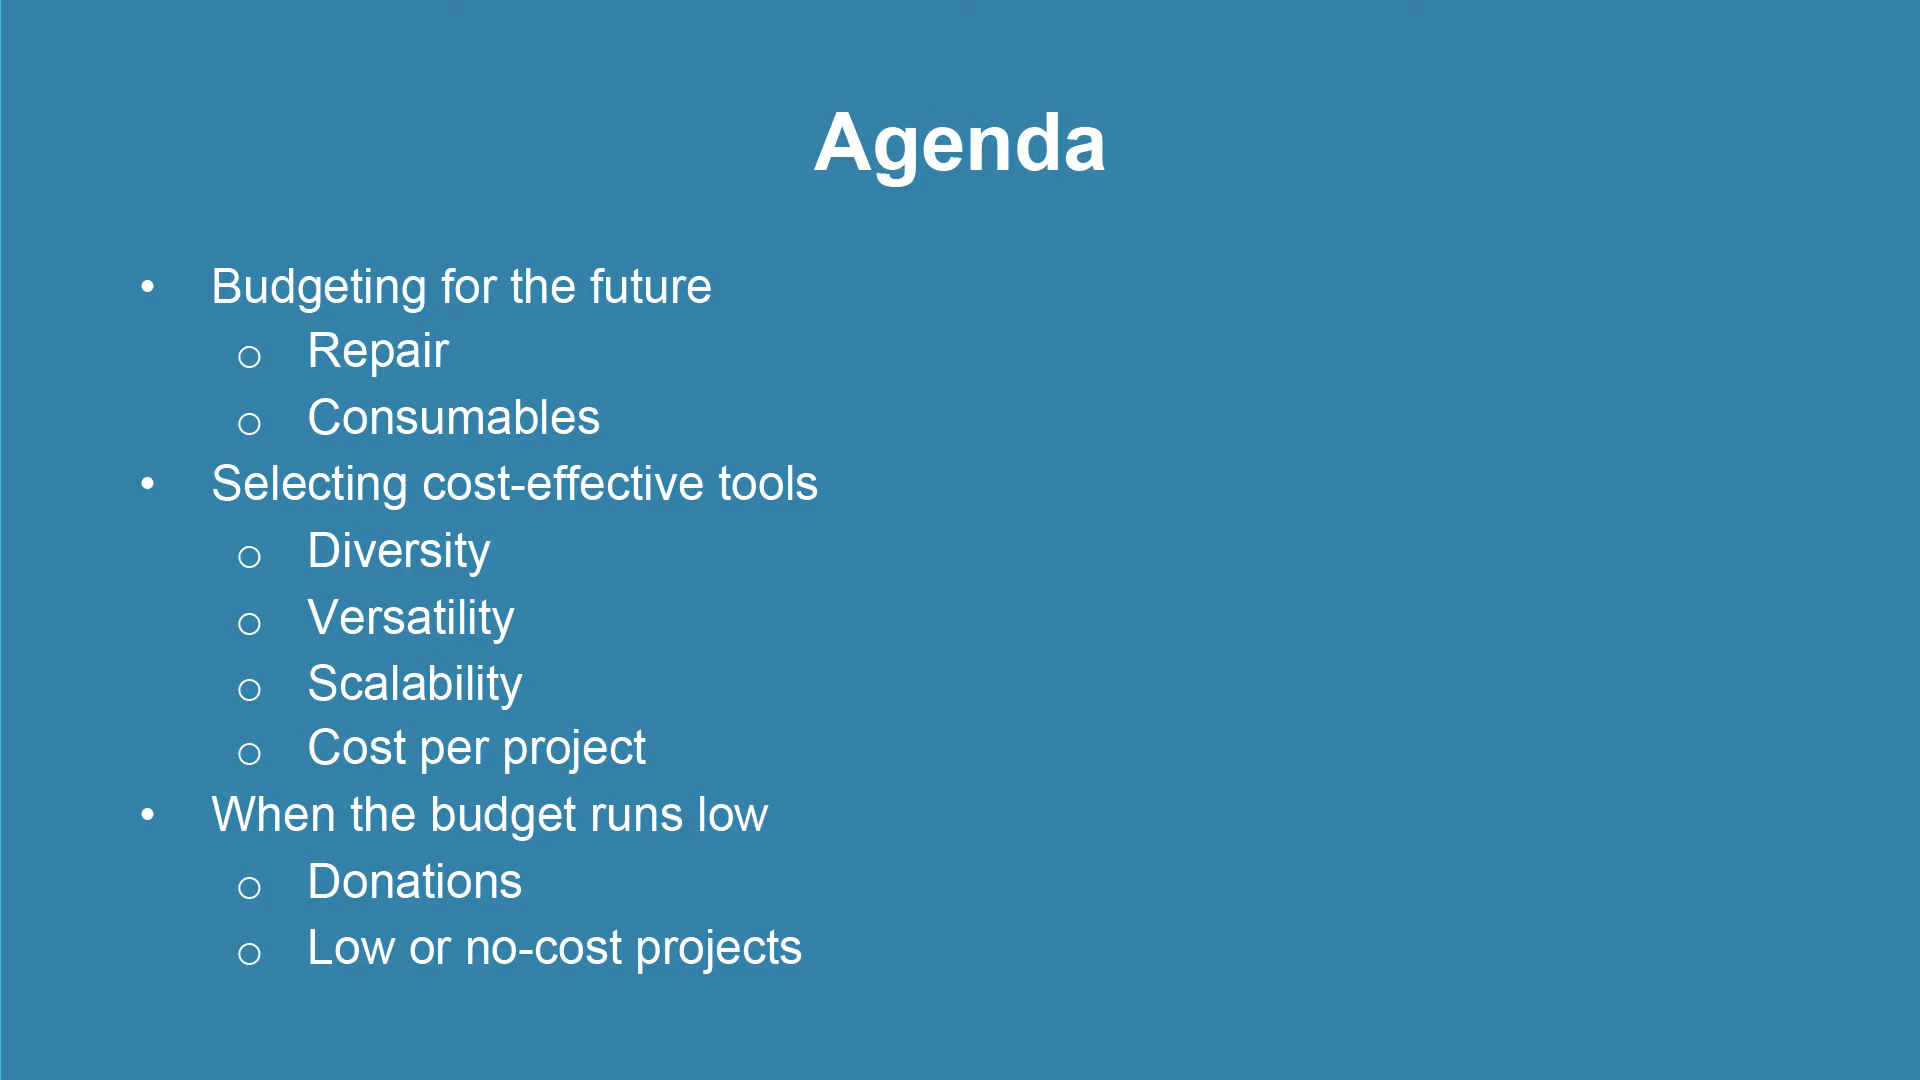 Agenda
• Budgeting for the future
o Repair
o Consumables
• Selecting cost-effective tools
o Diversity
o Versatility
o Scalability
o Cost per project
• When the budget runs low
o Donations
o Low or no-cost projects